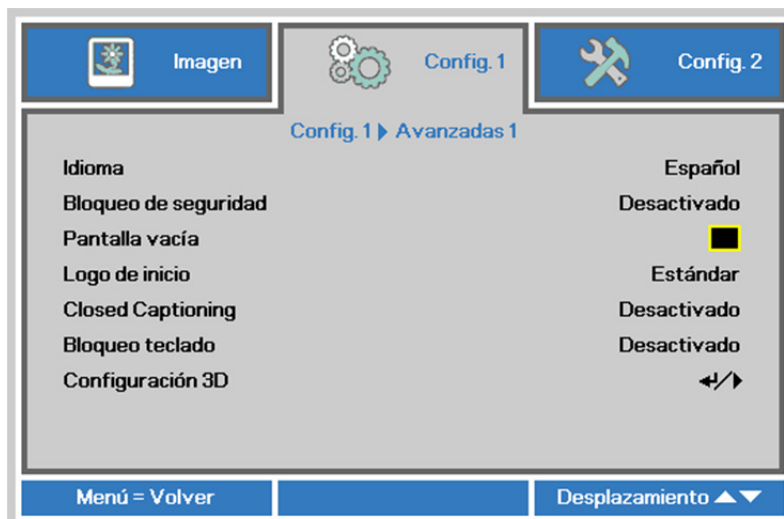 Imagen
Config. 1
Config. 2
Config. 1 ▶ Avanzadas 1
Idioma Español
Bloqueo de seguridad Desactivado
Pantalla vacía
Logo de inicio Estándar
Closed Captioning Desactivado
Bloqueo teclado Desactivado
Configuración 3D ↵/▶
Menú = Volver
Desplazamiento ▲▼